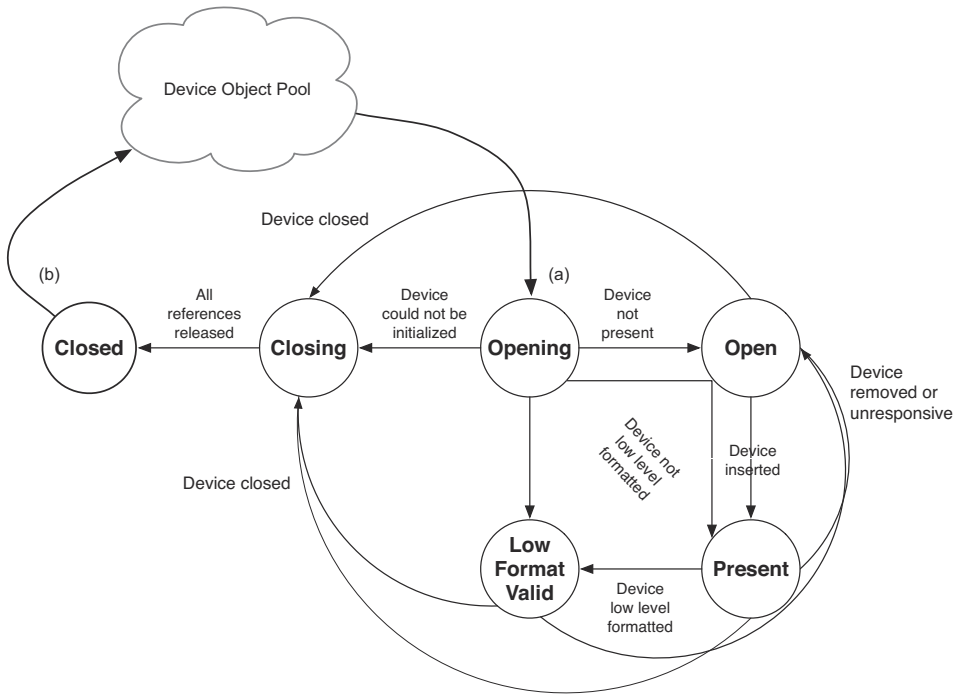 Device Object Pool
Device closed
(b)
(a)
All
references
released
Device
could not be
initialized
Device
not
present
Closed
Closing
Opening
Open
Device
removed or
unresponsive
Device not
low level
formatted
Device
inserted
Device closed
Low
Format
Valid
Present
Device
low level
formatted